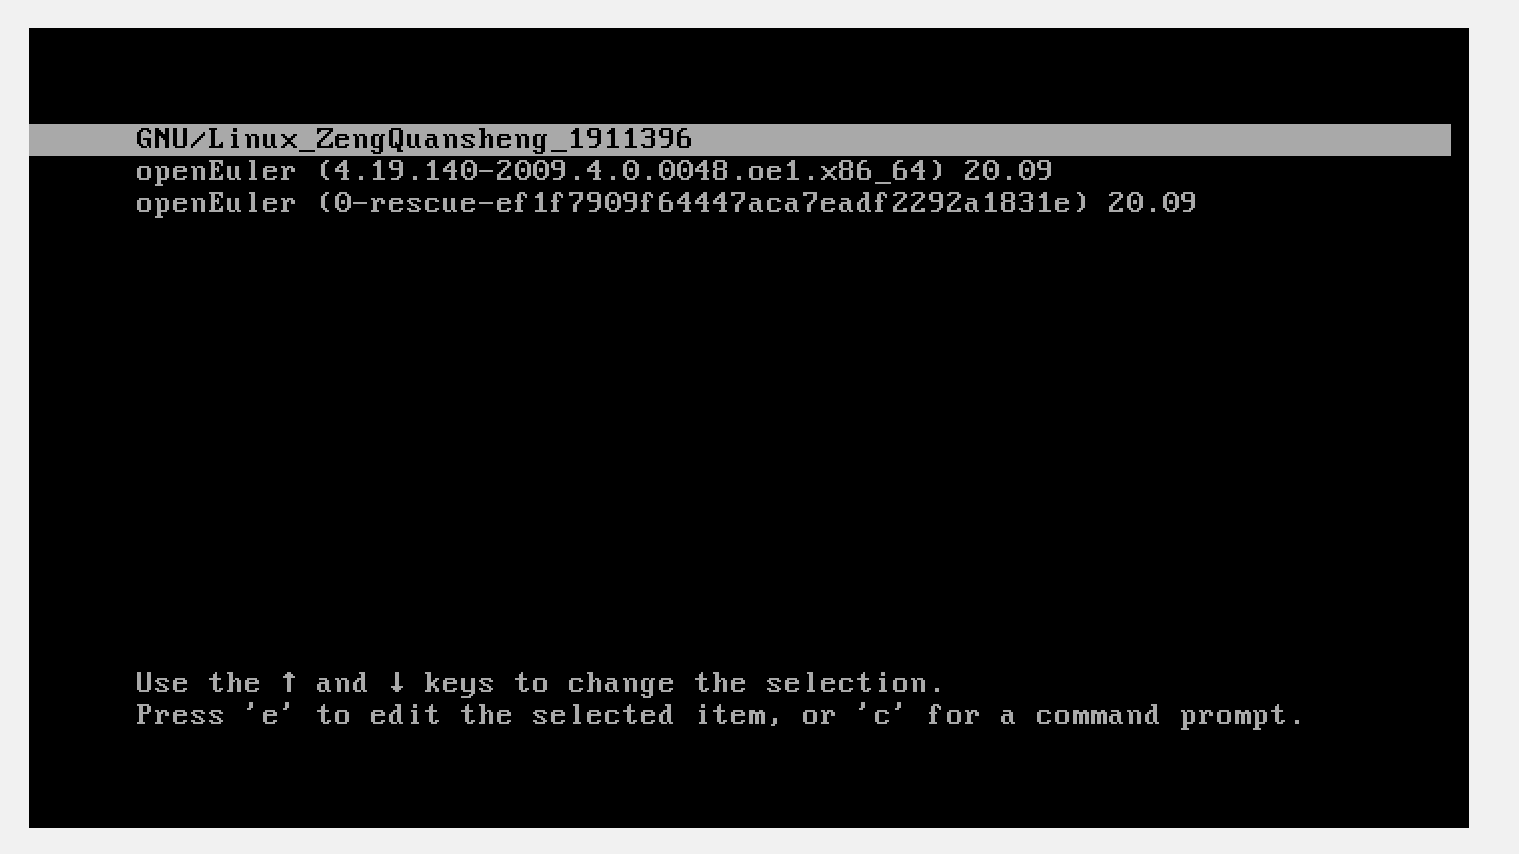 GNU/Linux_ZengQuansheng_1911396
openEuler (4.19.140-2009.4.0.0048.oe1.x86_64) 20.09
openEuler (0-rescue-ef1f7909f64447aca7eadf2292a1831e) 20.09
Use the ↑ and ↓ keys to change the selection.
Press 'e' to edit the selected item, or 'c' for a command prompt.